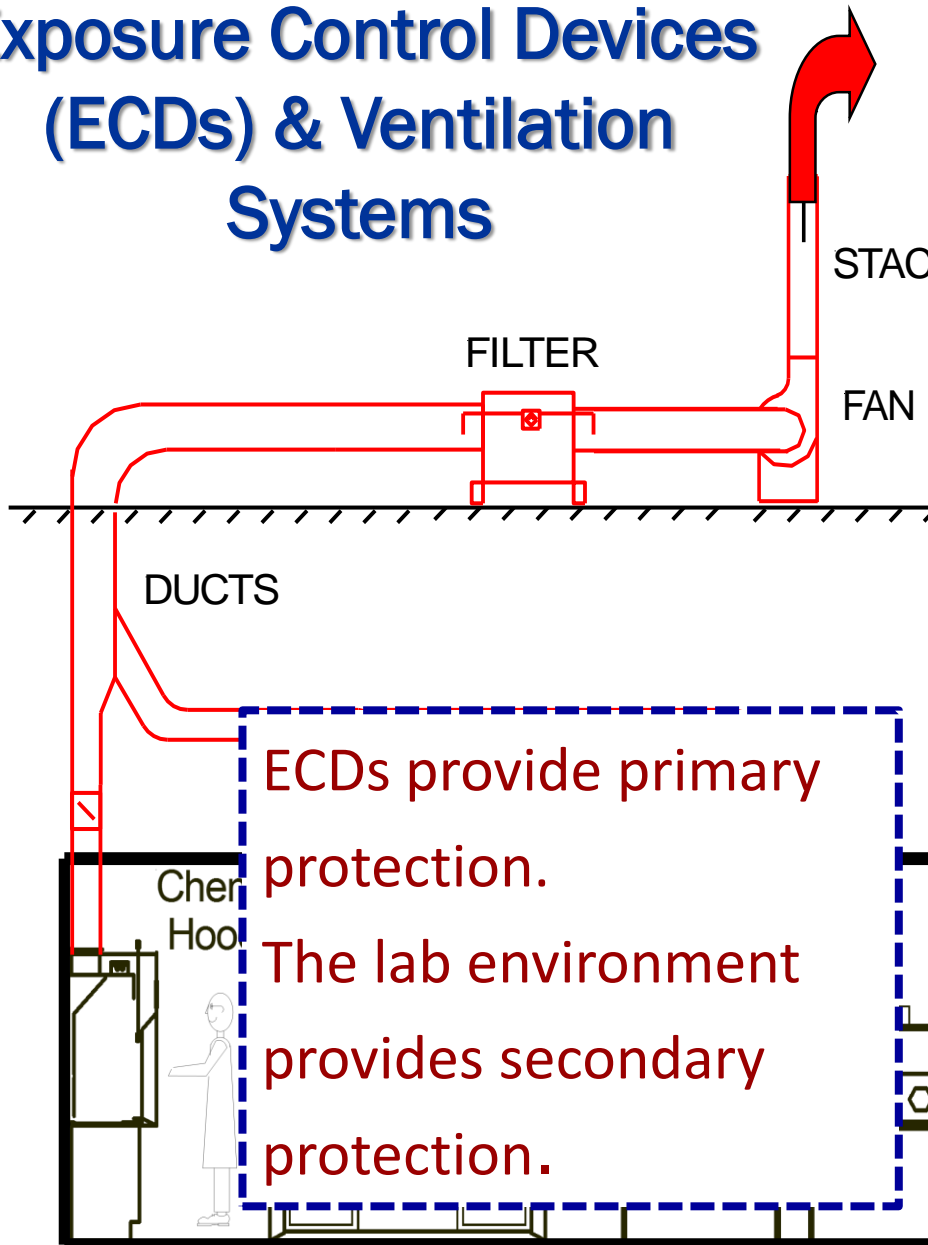 xposure Control Devices
(ECDs) & Ventilation
Systems
STAC
FILTER
FAN
DUCTS
ECDs provide primary
protection.
Chem
Hoo
The lab environment
provides secondary
protection.